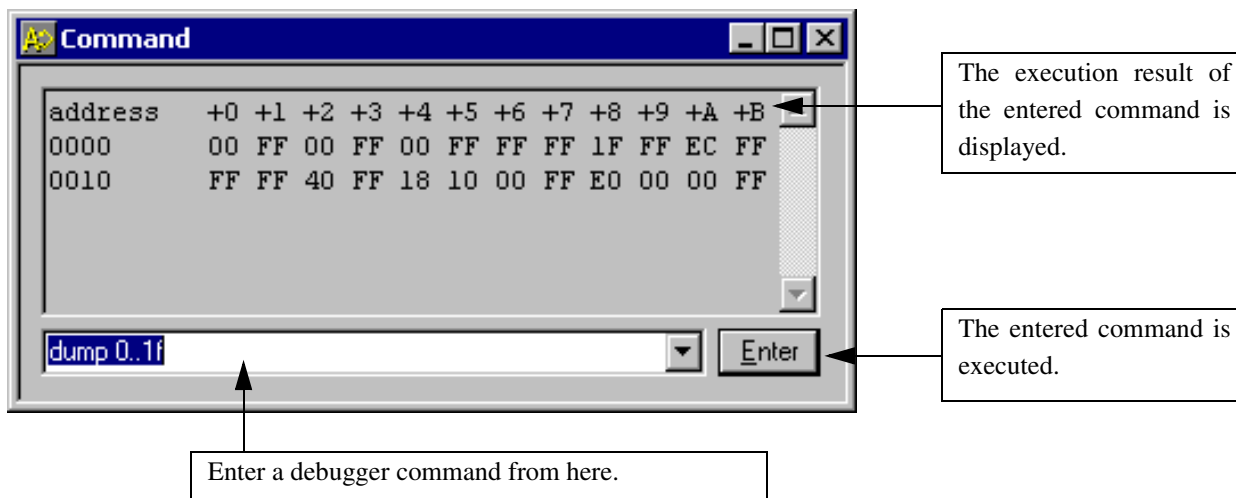 Command
address +0 +1 +2 +3 +4 +5 +6 +7 +8 +9 +A +B
0000 00 FF 00 FF 00 FF FF FF 1F FF EC FF
0010 FF FF 40 FF 18 10 00 FF E0 00 00 FF
dump 0..1f
Enter
The execution result of
the entered command is
displayed.
The entered command is
executed.
Enter a debugger command from here.